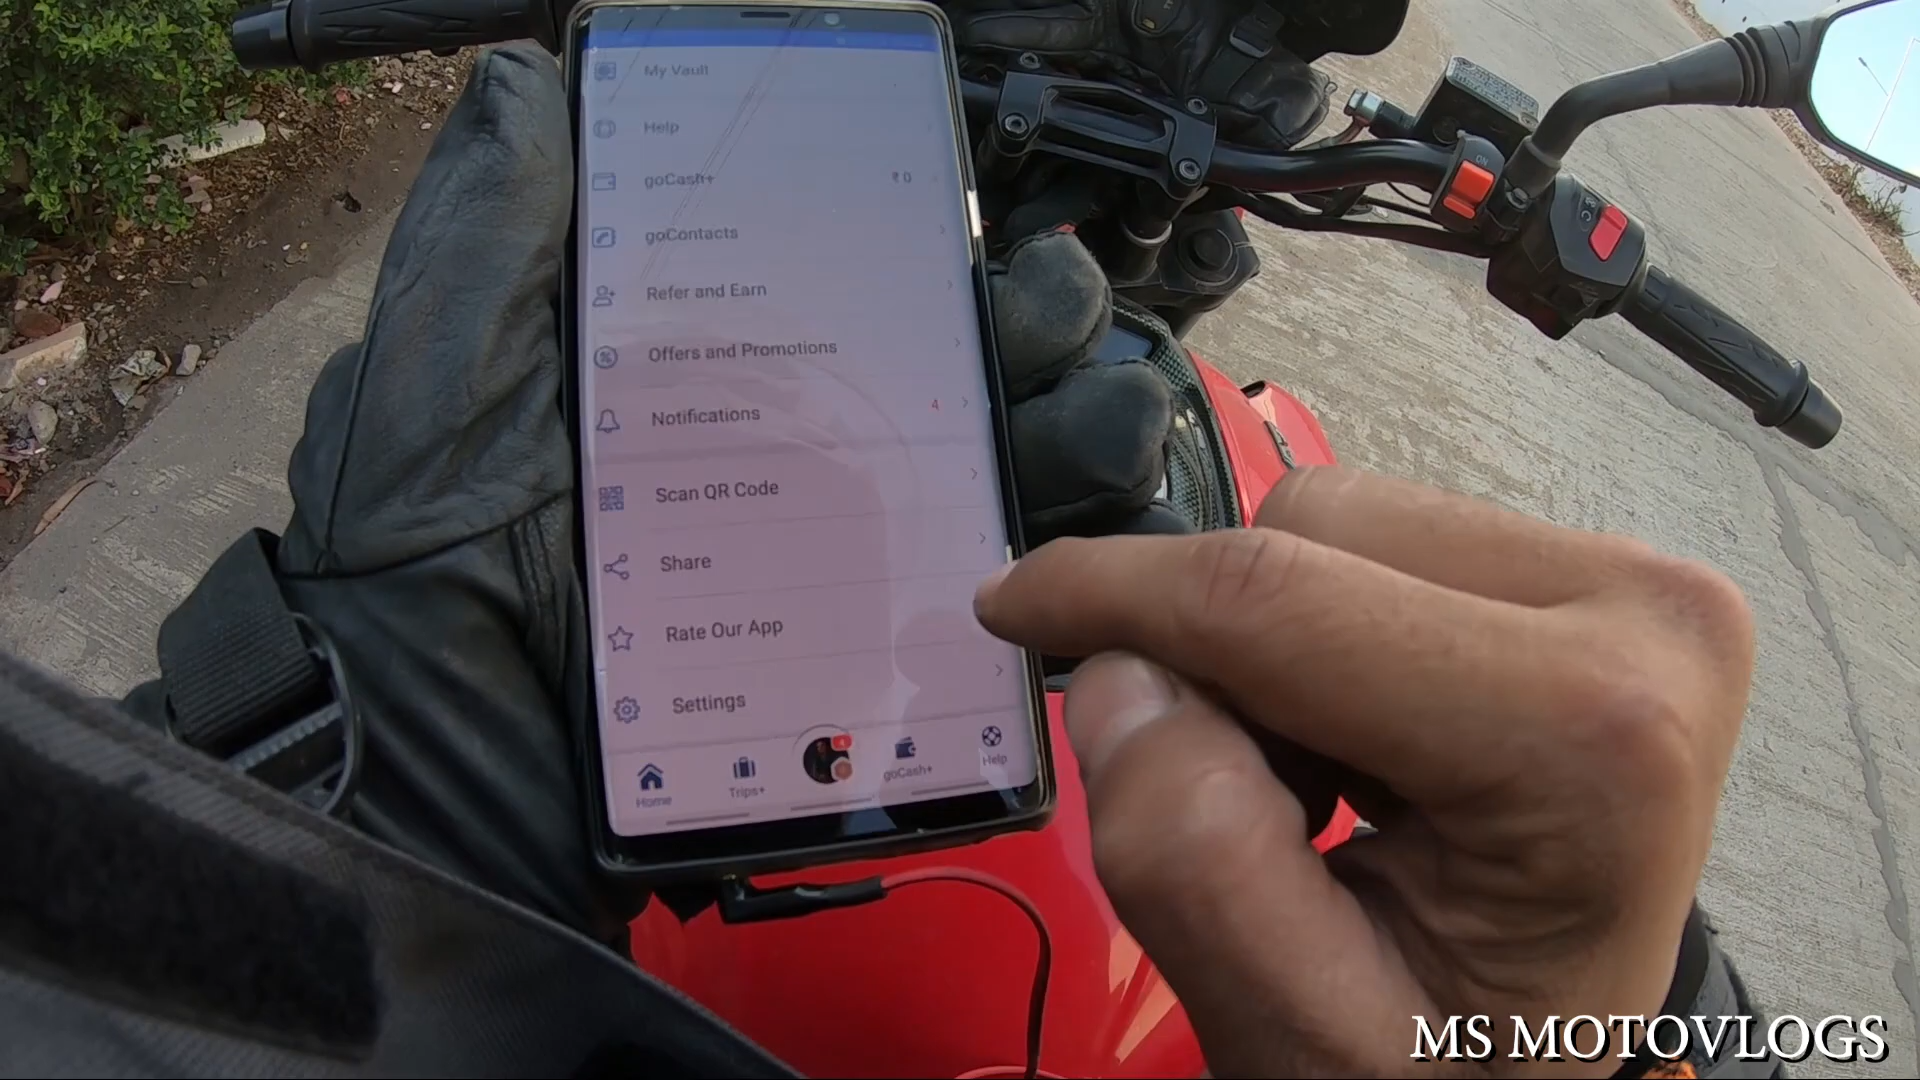 My Vault
Help
goCash+ ₹0
goContacts
Refer and Earn
Offers and Promotions
Notifications 4
Scan QR Code
Share
Rate Our App
Settings
Home Trips+ goCash+ Help
ON
MS MOTOVLOGS